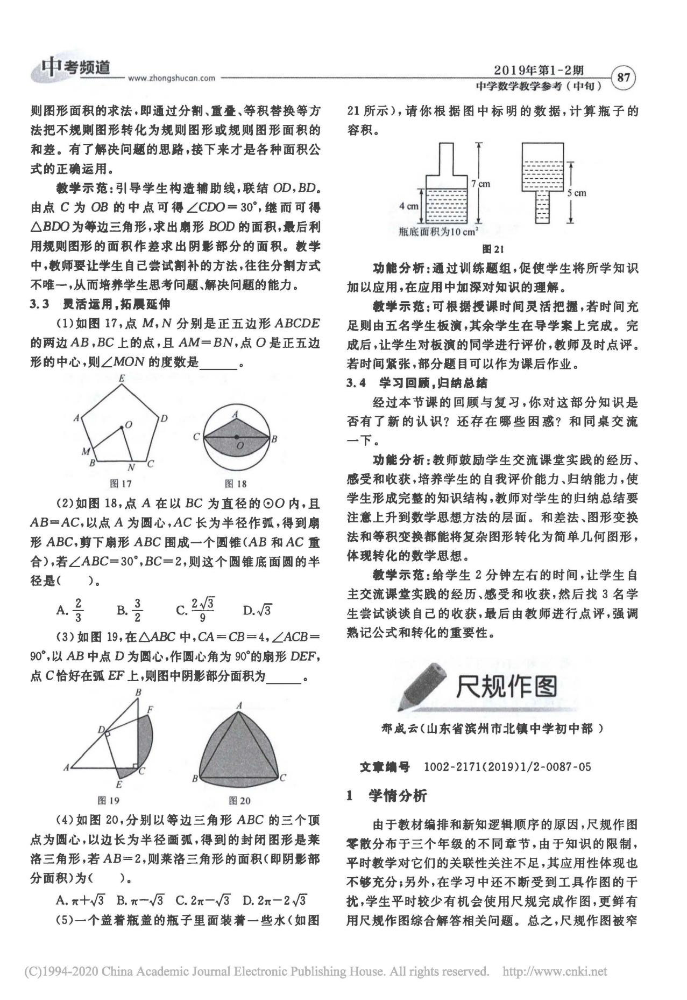 中考频道
www.zhongshucan.com
2019年第1-2期
中学数学教学参考(中旬)
87
则图形面积的求法,即通过分割、重叠、等积替换等方
法把不规则图形转化为规则图形或规则图形面积的
和差。有了解决问题的思路,接下来才是各种面积公
式的正确运用。
教学示范:引导学生构造辅助线,联结 OD,BD。
由点 C 为 OB 的中点可得∠CDO=30°,继而可得
△BDO为等边三角形,求出扇形 BOD 的面积,最后利
用规则图形的面积作差求出阴影部分的面积。教学
中,教师要让学生自己尝试割补的方法,往往分割方式
不唯一,从而培养学生思考问题、解决问题的能力。
3.3 灵活运用,拓展延伸
(1)如图 17,点 M,N 分别是正五边形 ABCDE
的两边 AB,BC 上的点,且 AM=BN,点 O 是正五边
形的中心,则∠MON 的度数是______。
E
A
D
O
M
B
N
C
图 17
A
C
B
O
图 18
(2)如图 18,点 A 在以 BC 为直径的⊙O 内,且
AB=AC,以点 A 为圆心,AC 长为半径作弧,得到扇
形 ABC,剪下扇形 ABC 围成一个圆锥(AB 和 AC 重
合),若∠ABC=30°,BC=2,则这个圆锥底面圆的半
径是(  )。
A. 2/3 B. 3/2 C. 2√3/9 D.√3
(3)如图 19,在△ABC 中,CA=CB=4,∠ACB=
90°,以 AB 中点 D 为圆心,作圆心角为 90°的扇形 DEF,
点 C 恰好在弧 EF 上,则图中阴影部分面积为______。
B
F
D
A
C
E
图 19
A
B
C
图 20
(4)如图 20,分别以等边三角形 ABC 的三个顶
点为圆心,以边长为半径画弧,得到的封闭图形是莱
洛三角形,若 AB=2,则莱洛三角形的面积(即阴影部
分面积)为(  )。
A. π+√3 B. π-√3 C. 2π-√3 D. 2π-2√3
(5)一个盖着瓶盖的瓶子里面装着一些水(如图
21 所示),请你根据图中标明的数据,计算瓶子的
容积。
7 cm
4 cm
5 cm
瓶底面积为10 cm²
图 21
功能分析:通过训练题组,促使学生将所学知识
加以应用,在应用中加深对知识的理解。
教学示范:可根据授课时间灵活把握,若时间充
足则由五名学生板演,其余学生在导学案上完成。完
成后,让学生对板演的同学进行评价,教师及时点评。
若时间紧张,部分题目可以作为课后作业。
3.4 学习回顾,归纳总结
经过本节课的回顾与复习,你对这部分知识是
否有了新的认识?还存在哪些困惑?和同桌交流
一下。
功能分析:教师鼓励学生交流课堂实践的经历、
感受和收获,培养学生的自我评价能力、归纳能力,使
学生形成完整的知识结构,教师对学生的归纳总结要
注意上升到数学思想方法的层面。和差法、图形变换
法和等积变换都能将复杂图形转化为简单几何图形,
体现转化的数学思想。
教学示范:给学生 2 分钟左右的时间,让学生自
主交流课堂实践的经历、感受和收获,然后找 3 名学
生尝试谈谈自己的收获,最后由教师进行点评,强调
熟记公式和转化的重要性。
尺规作图
邢成云(山东省滨州市北镇中学初中部)
文章编号 1002-2171(2019)1/2-0087-05
1 学情分析
由于教材编排和新知逻辑顺序的原因,尺规作图
零散分布于三个年级的不同章节,由于知识的限制,
平时教学对它们的关联性关注不足,其应用性体现也
不够充分;另外,在学习中还不断受到工具作图的干
扰,学生平时较少有机会使用尺规完成作图,更鲜有
用尺规作图综合解答相关问题。总之,尺规作图被窄
(C)1994-2020 China Academic Journal Electronic Publishing House. All rights reserved. http://www.cnki.net